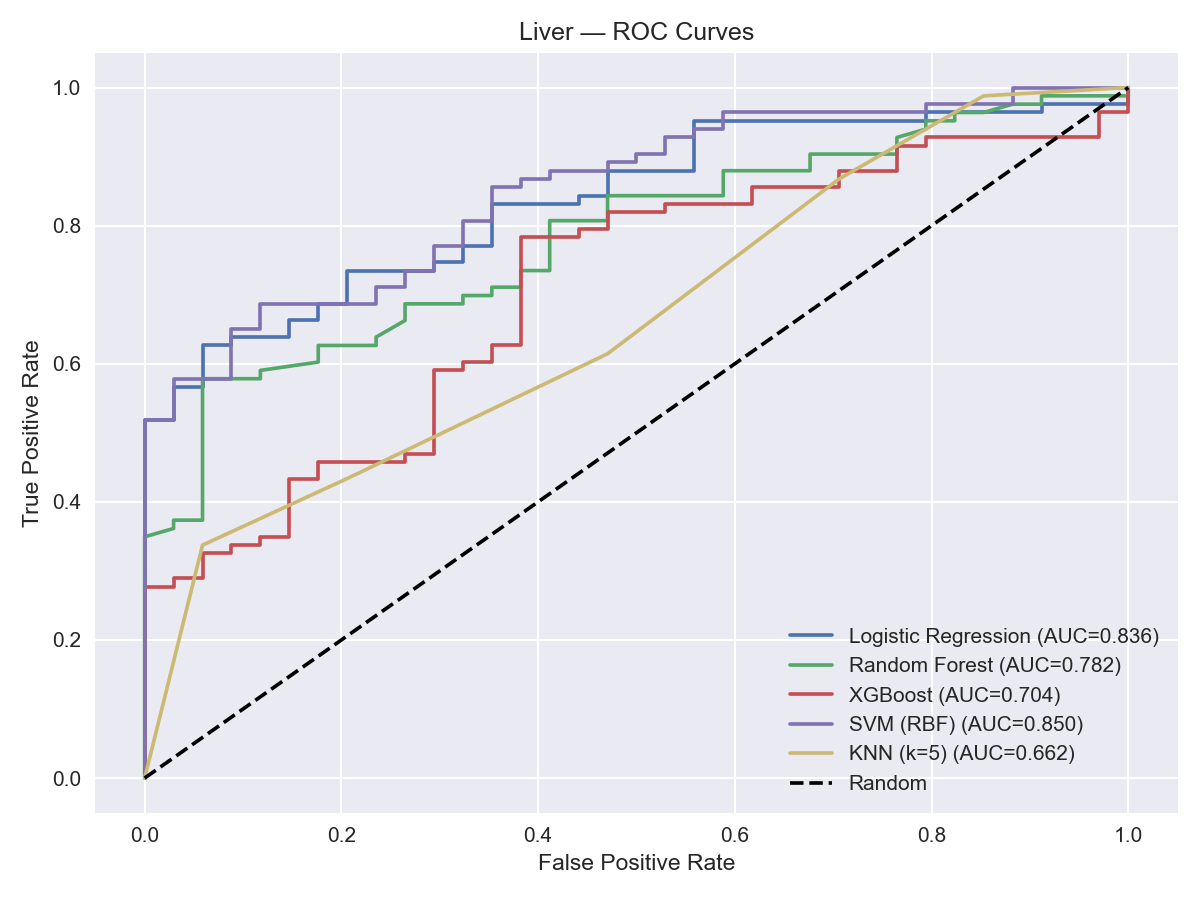 Liver — ROC Curves
True Positive Rate
1.0
0.8
0.6
0.4
0.2
0.0
0.0 0.2 0.4 0.6 0.8 1.0
False Positive Rate
Logistic Regression (AUC=0.836)
Random Forest (AUC=0.782)
XGBoost (AUC=0.704)
SVM (RBF) (AUC=0.850)
KNN (k=5) (AUC=0.662)
Random